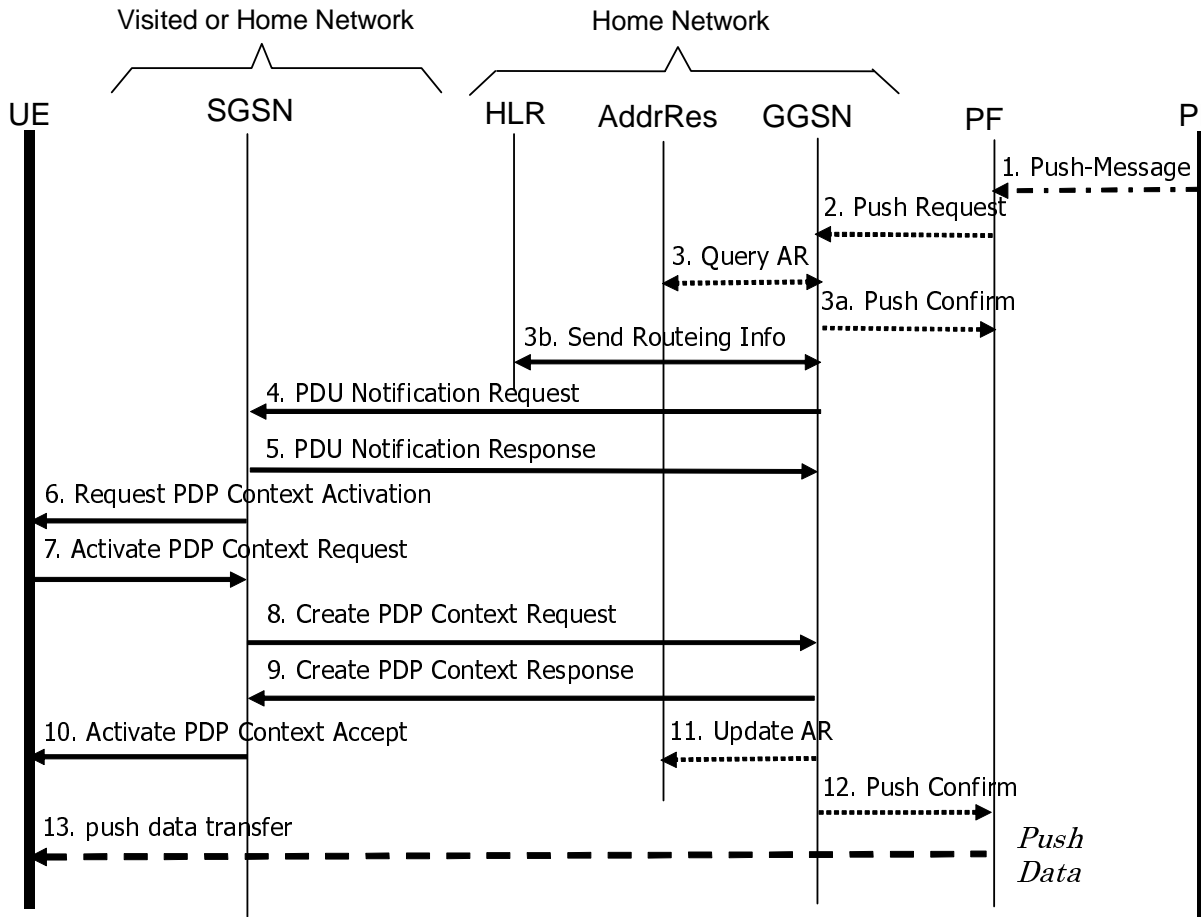 Visited or Home Network
Home Network
UE
SGSN
HLR
AddrRes
GGSN
PF
P
1. Push-Message
2. Push Request
3. Query AR
3a. Push Confirm
3b. Send Routeing Info
4. PDU Notification Request
5. PDU Notification Response
6. Request PDP Context Activation
7. Activate PDP Context Request
8. Create PDP Context Request
9. Create PDP Context Response
10. Activate PDP Context Accept
11. Update AR
12. Push Confirm
13. push data transfer
Push
Data